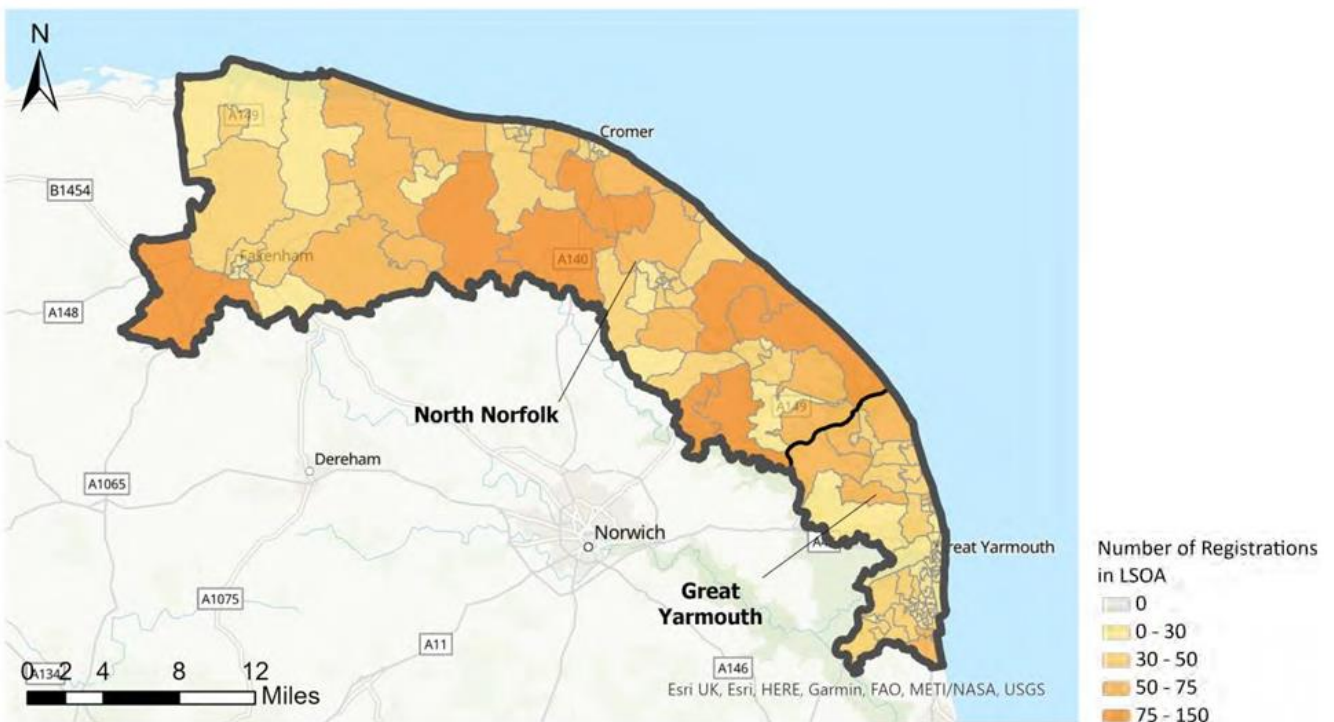 N
Cromer
A149
B1454
Fakenham
A140
A148
North Norfolk
A149
Dereham
A1065
Norwich
Great Yarmouth
A1075
Great
Yarmouth
A11
A146
A134
0 2 4 8 12
Miles
Esri UK, Esri, HERE, Garmin, FAO, METI/NASA, USGS
Number of Registrations
in LSOA
0
0 - 30
30 - 50
50 - 75
75 - 150